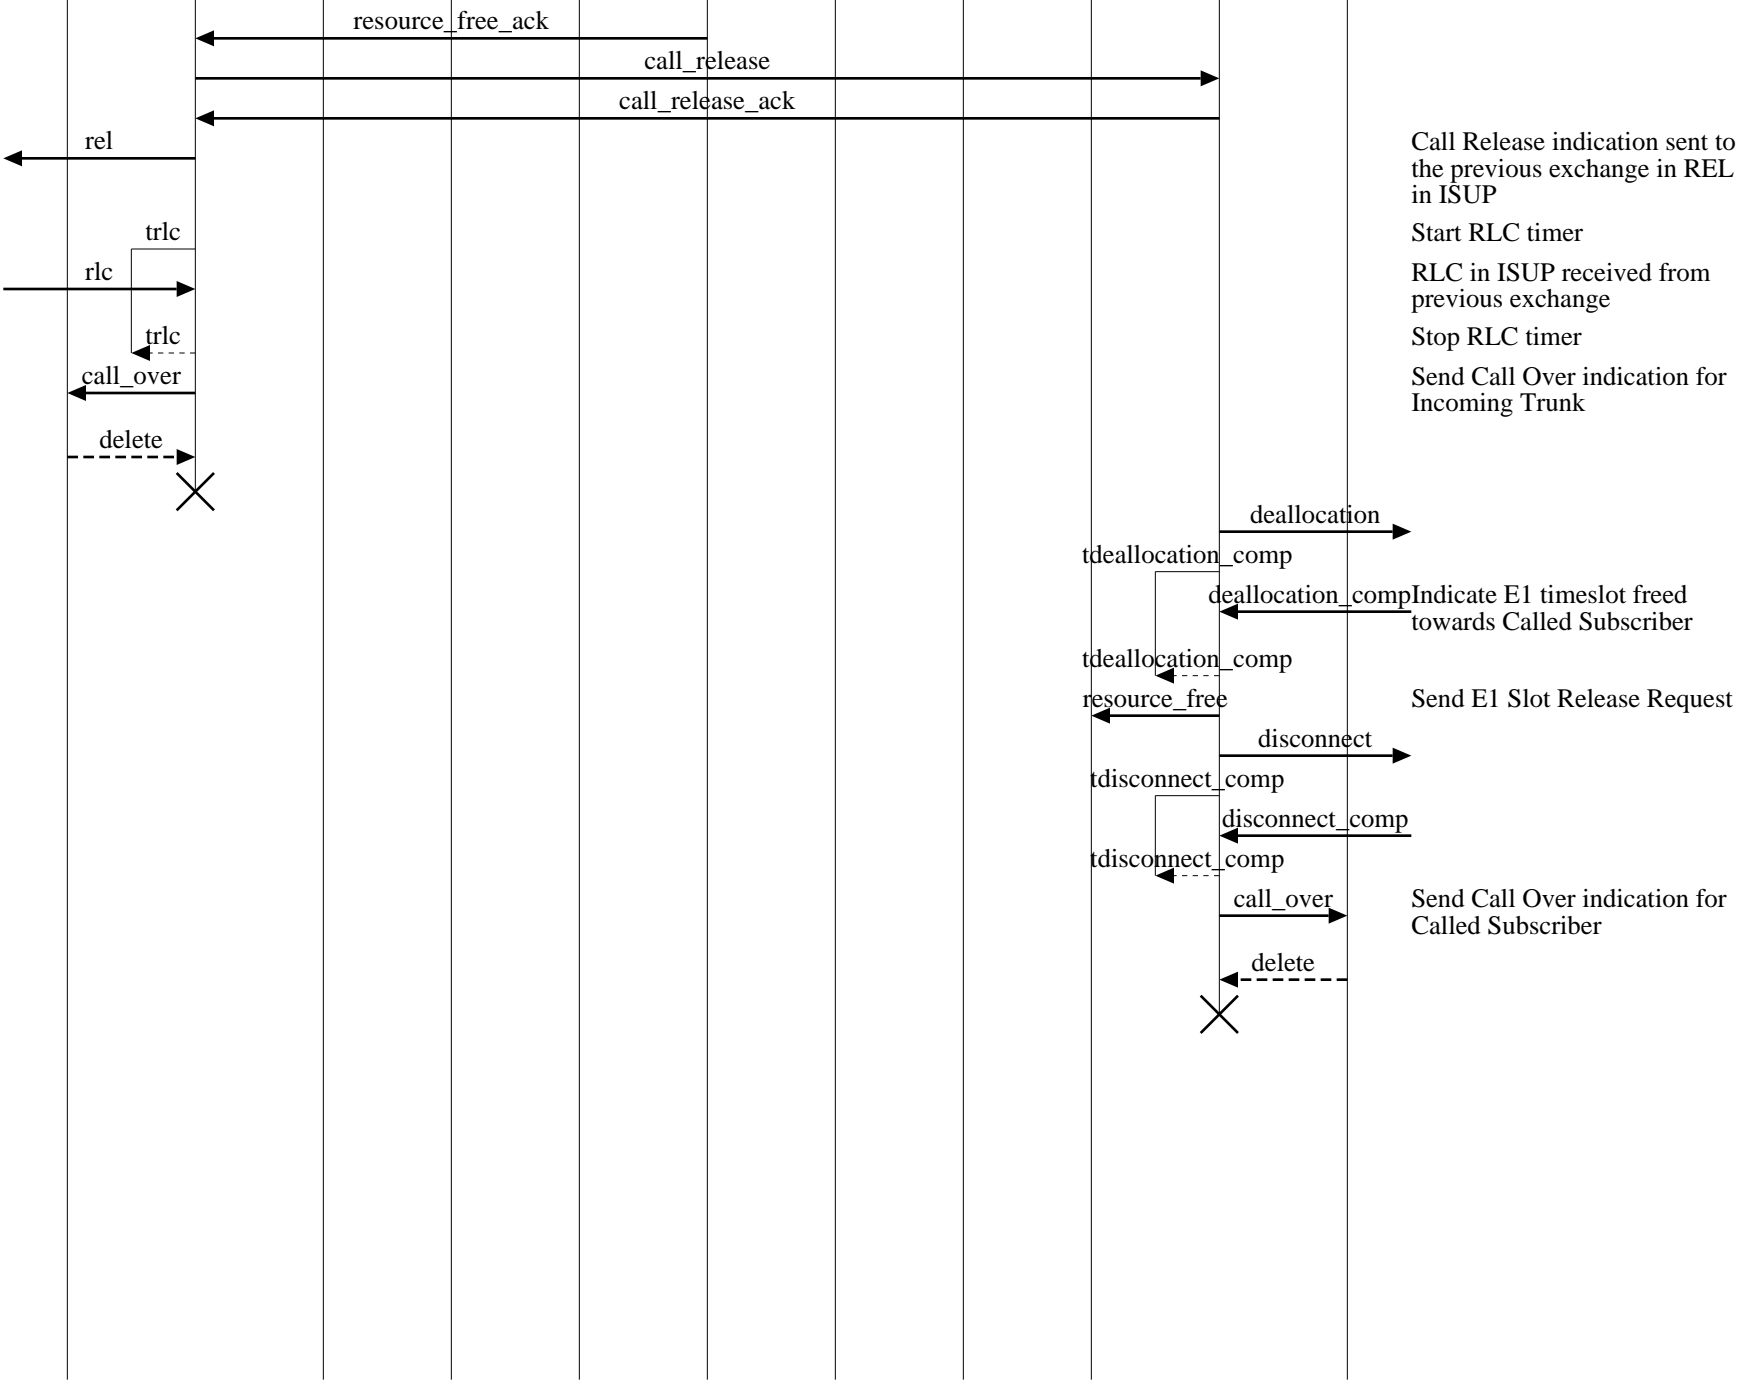 resource_free_ack
call_release
call_release_ack
rel
Call Release indication sent to
the previous exchange in REL
in ISUP
trlc
Start RLC timer
rlc
RLC in ISUP received from
previous exchange
trlc
Stop RLC timer
call_over
Send Call Over indication for
Incoming Trunk
delete
deallocation
tdeallocation_comp
deallocation_comp
Indicate E1 timeslot freed
towards Called Subscriber
tdeallocation_comp
resource_free
Send E1 Slot Release Request
disconnect
tdisconnect_comp
disconnect_comp
tdisconnect_comp
call_over
Send Call Over indication for
Called Subscriber
delete